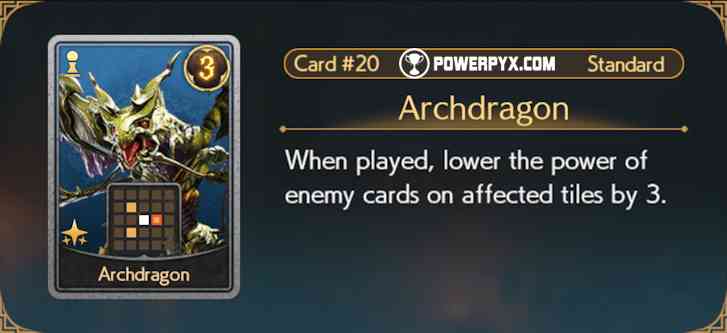 3
Archdragon
Card #20 POWERPYX.COM Standard
Archdragon
When played, lower the power of
enemy cards on affected tiles by 3.